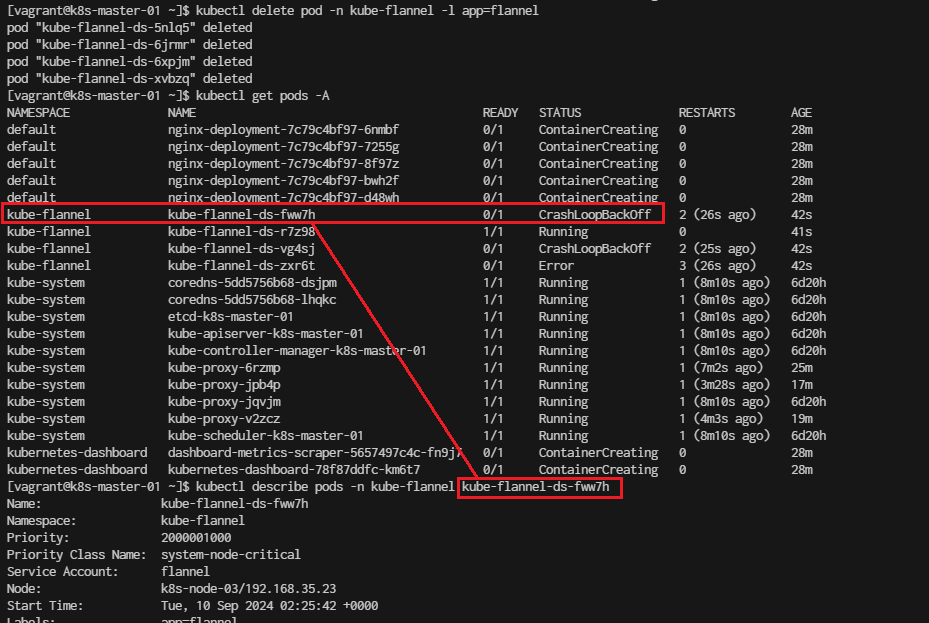 [vagrant@k8s-master-01 ~]$ kubectl delete pod -n kube-flannel -l app=flannel
pod "kube-flannel-ds-5nlq5" deleted
pod "kube-flannel-ds-6jrmr" deleted
pod "kube-flannel-ds-6xpjm" deleted
pod "kube-flannel-ds-xvbzq" deleted
[vagrant@k8s-master-01 ~]$ kubectl get pods -A
NAMESPACE NAME READY STATUS RESTARTS AGE
default nginx-deployment-7c79c4bf97-6nmbf 0/1 ContainerCreating 0 28m
default nginx-deployment-7c79c4bf97-7255g 0/1 ContainerCreating 0 28m
default nginx-deployment-7c79c4bf97-8f97z 0/1 ContainerCreating 0 28m
default nginx-deployment-7c79c4bf97-bwh2f 0/1 ContainerCreating 0 28m
default nginx-deployment-7c79c4bf97-d48wh 0/1 ContainerCreating 0 28m
kube-flannel kube-flannel-ds-fww7h 0/1 CrashLoopBackOff 2 (26s ago) 42s
kube-flannel kube-flannel-ds-r7z98 1/1 Running 0 41s
kube-flannel kube-flannel-ds-vg4sj 0/1 CrashLoopBackOff 2 (25s ago) 42s
kube-flannel kube-flannel-ds-zxr6t 0/1 Error 3 (26s ago) 42s
kube-system coredns-5dd5756b68-dsjpm 1/1 Running 1 (8m10s ago) 6d20h
kube-system coredns-5dd5756b68-lhqkc 1/1 Running 1 (8m10s ago) 6d20h
kube-system etcd-k8s-master-01 1/1 Running 1 (8m10s ago) 6d20h
kube-system kube-apiserver-k8s-master-01 1/1 Running 1 (8m10s ago) 6d20h
kube-system kube-controller-manager-k8s-master-01 1/1 Running 1 (8m10s ago) 6d20h
kube-system kube-proxy-6rzmp 1/1 Running 1 (7m2s ago) 25m
kube-system kube-proxy-jpb4p 1/1 Running 1 (3m28s ago) 17m
kube-system kube-proxy-jqvjm 1/1 Running 1 (8m10s ago) 6d20h
kube-system kube-proxy-v2zcz 1/1 Running 1 (4m3s ago) 19m
kube-system kube-scheduler-k8s-master-01 1/1 Running 1 (8m10s ago) 6d20h
kubernetes-dashboard dashboard-metrics-scraper-5657497c4c-fn9j7 0/1 ContainerCreating 0 28m
kubernetes-dashboard kubernetes-dashboard-78f87ddfc-km6t7 0/1 ContainerCreating 0 28m
[vagrant@k8s-master-01 ~]$ kubectl describe pods -n kube-flannel kube-flannel-ds-fww7h
Name: kube-flannel-ds-fww7h
Namespace: kube-flannel
Priority: 2000001000
Priority Class Name: system-node-critical
Service Account: flannel
Node: k8s-node-03/192.168.35.23
Start Time: Tue, 10 Sep 2024 02:25:42 +0000
Labels: app=flannel